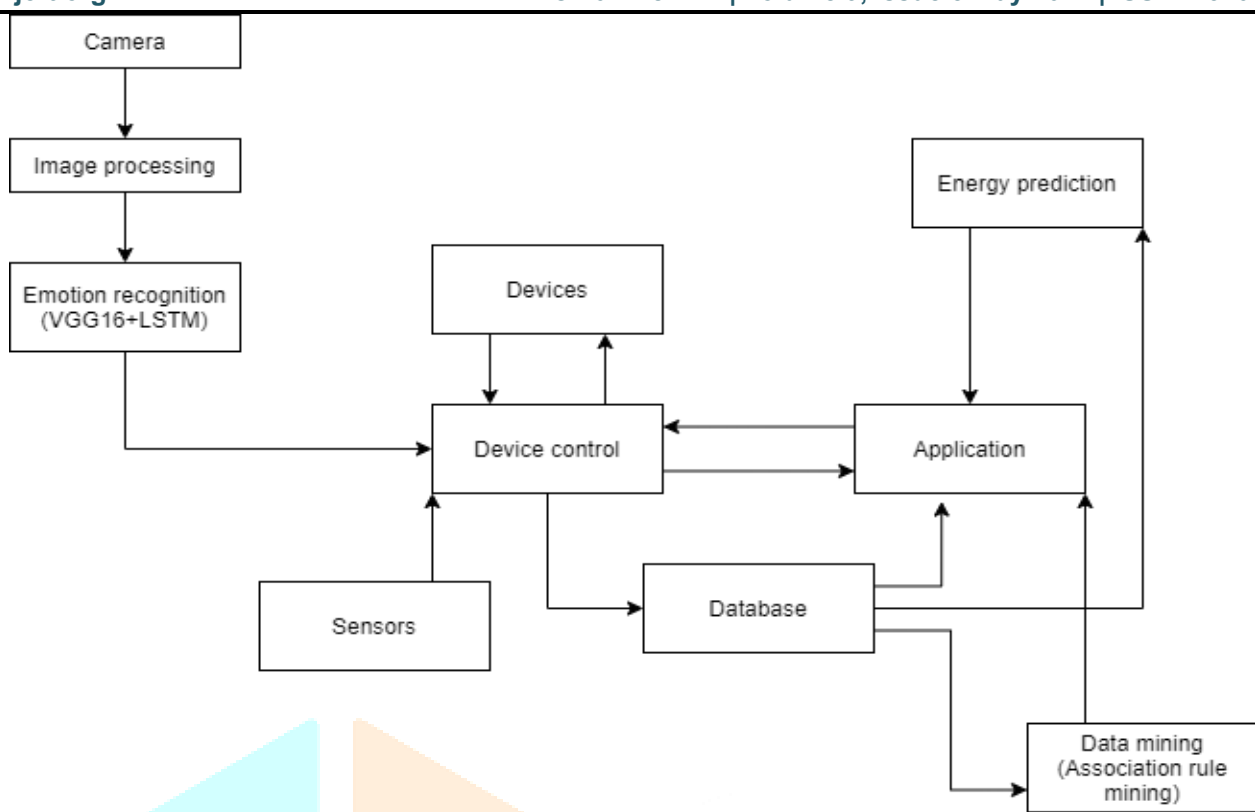 Camera
Image processing
Energy prediction
Emotion recognition
(VGG16+LSTM)
Devices
Device control
Application
Database
Sensors
Data mining
(Association rule
mining)